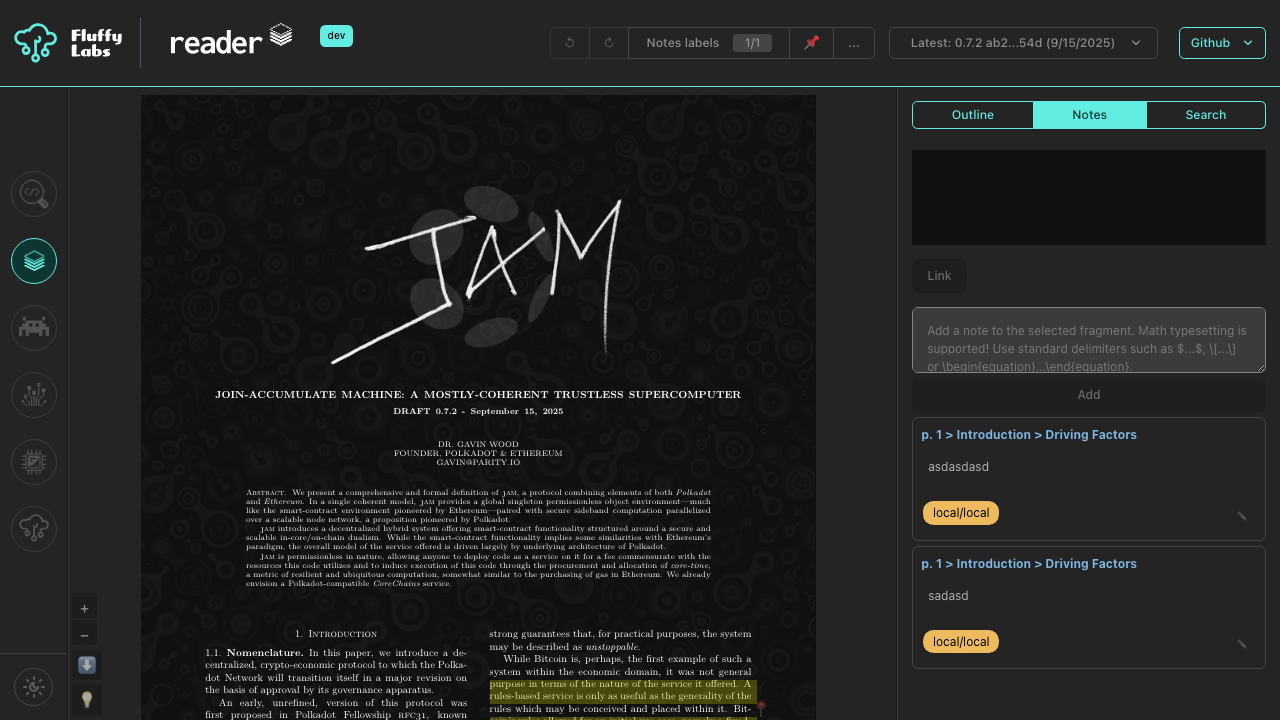 Fluffy Labs
reader
dev
Notes labels 1/1
...
Latest: 0.7.2 ab2...54d (9/15/2025)
Github
Outline
Notes
Search
JAM
JOIN-ACCUMULATE MACHINE: A MOSTLY-COHERENT TRUSTLESS SUPERCOMPUTER
DRAFT 0.7.2 - September 15, 2025
DR. GAVIN WOOD
FOUNDER, POLKADOT & ETHEREUM
GAVIN@PARITY.IO
Abstract. We present a comprehensive and formal definition of JAM, a protocol combining elements of both Polkadot
and Ethereum. In a single coherent model, JAM provides a global singleton permissionless object environment—much
like the smart-contract environment pioneered by Ethereum—paired with secure sideband computation parallelized
over a scalable node network, a proposition pioneered by Polkadot.
JAM introduces a decentralized hybrid system offering smart-contract functionality structured around a secure and
scalable in-core/on-chain dualism. While the smart-contract functionality implies some similarities with Ethereum's
paradigm, the overall model of the service offered is driven largely by underlying architecture of Polkadot.
JAM is permissionless in nature, allowing anyone to deploy code as a service on it for a fee commensurate with the
resources this code utilizes and to induce execution of this code through the procurement and allocation of core-time,
a metric of resilient and ubiquitous computation, somewhat similar to the purchasing of gas in Ethereum. We already
envision a Polkadot-compatible CoreChains service.
1. Introduction
1.1. Nomenclature. In this paper, we introduce a de-
centralized, crypto-economic protocol to which the Polka-
dot Network will transition itself in a major revision on
the basis of approval by its governance apparatus.
An early, unrefined, version of this protocol was
first proposed in Polkadot Fellowship RFC31, known
strong guarantees that, for practical purposes, the system
may be described as unstoppable.
While Bitcoin is, perhaps, the first example of such a
system within the economic domain, it was not general
purpose in terms of the nature of the service it offered. A
rules-based service is only as useful as the generality of the
rules which may be conceived and placed within it. Bit-
+
−
Link
Add a note to the selected fragment. Math typesetting is
supported! Use standard delimiters such as $...$, \[...\]
or \begin{equation}...\end{equation}.
Add
p. 1 > Introduction > Driving Factors
asdasdasd
local/local
p. 1 > Introduction > Driving Factors
sadasd
local/local